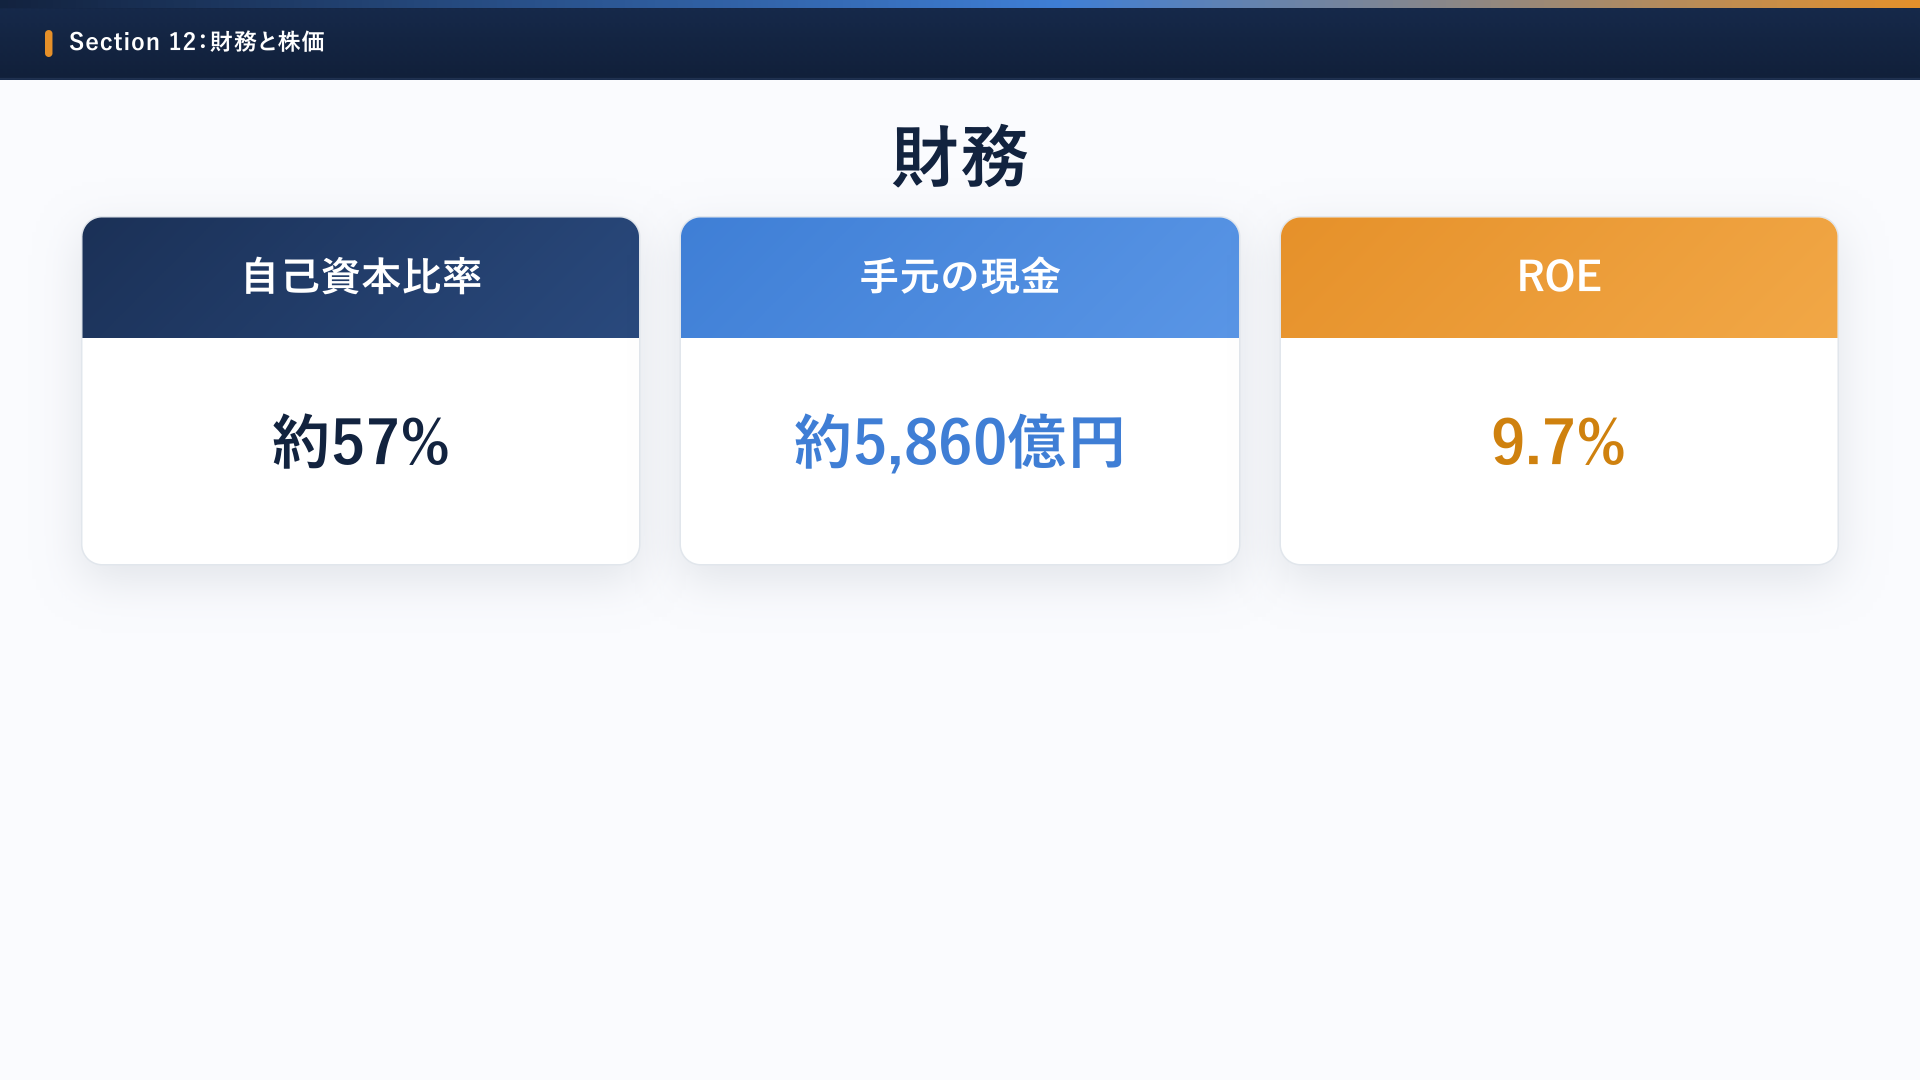 Section 12：財務と株価
財務
自己資本比率
約57%
手元の現金
約5,860億円
ROE
9.7%